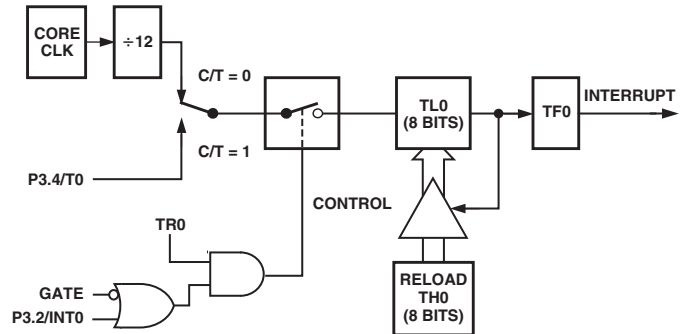 CORE
CLK
÷12
C/T = 0
C/T = 1
P3.4/T0
TL0
(8 BITS)
TF0
INTERRUPT
CONTROL
TR0
GATE
P3.2/INT0
RELOAD
TH0
(8 BITS)